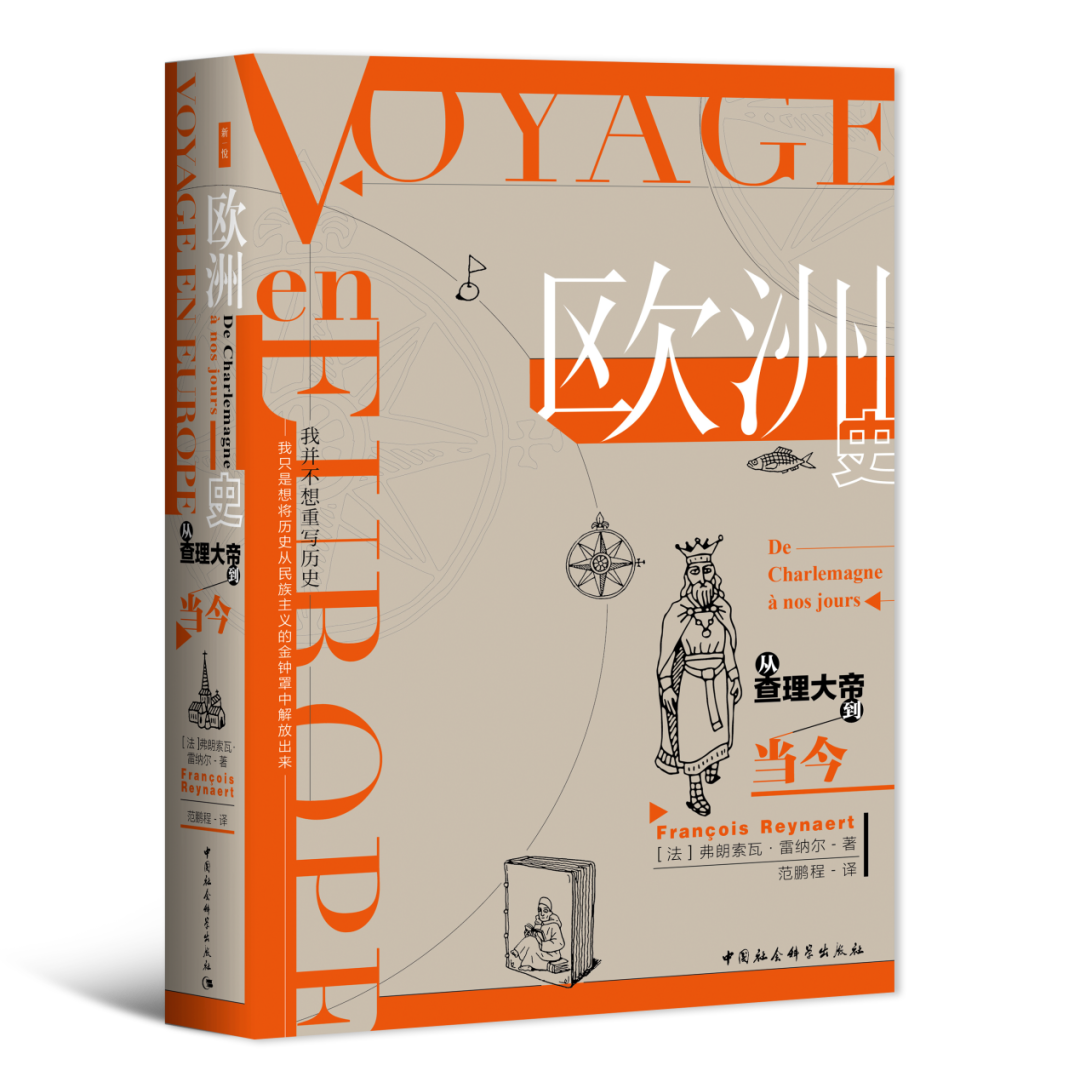 VOYAGE EN EUROPE
新一悦
欧洲
De Charlemagne
à nos jours
史
从
查理大帝
到
当今
[法]弗朗索瓦·
雷纳尔-著
François
Reynaert
范鹏程-译
中国社会科学出版社
VOYAGE
en
EUROPE
我并不想重写历史
我只是想将历史从民族主义的金钟罩中解放出来
欧洲
史
De
Charlemagne
à nos jours
从
查理大帝
到
当今
François Reynaert
[法]弗朗索瓦·雷纳尔-著
范鹏程-译
中国社会科学出版社